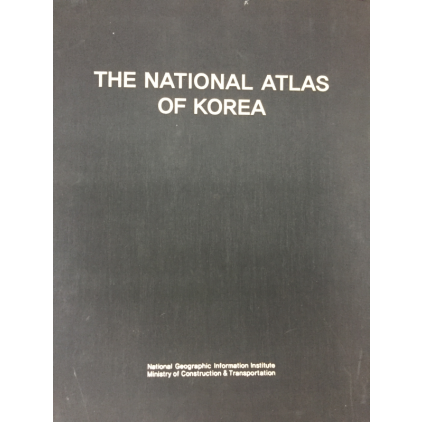 THE NATIONAL ATLAS
OF KOREA
National Geographic Information Institute
Ministry of Construction & Transportation